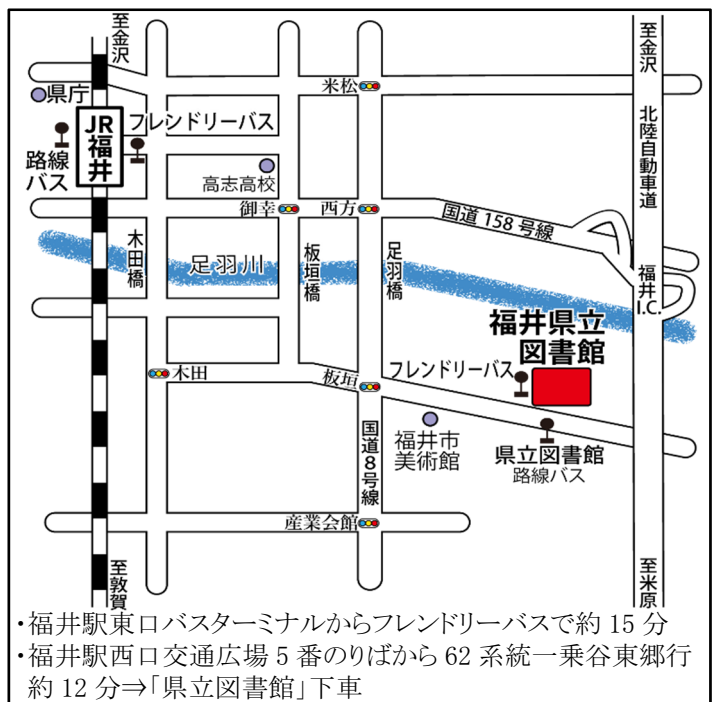 至金沢
至金沢
県庁
米松
JR福井
フレンドリーバス
路線
バス
高志高校
北陸自動車道
御幸
西方
国道158号線
木田橋
足羽川
板垣橋
足羽橋
福井I.C.
福井県立
図書館
フレンドリーバス
木田
板垣
国道8号線
福井市
美術館
県立図書館
路線バス
産業会館
至敦賀
至米原
・福井駅東口バスターミナルからフレンドリーバスで約15分
・福井駅西口交通広場5番のりばから62系統一乗谷東郷行
約12分⇒「県立図書館」下車